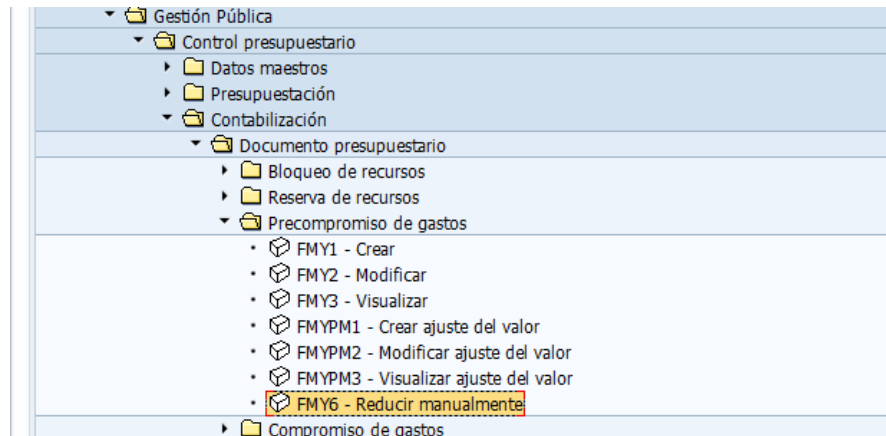 Gestión Pública
Control presupuestario
Datos maestros
Presupuestación
Contabilización
Documento presupuestario
Bloqueo de recursos
Reserva de recursos
Precompromiso de gastos
FMY1 - Crear
FMY2 - Modificar
FMY3 - Visualizar
FMYPM1 - Crear ajuste del valor
FMYPM2 - Modificar ajuste del valor
FMYPM3 - Visualizar ajuste del valor
FMY6 - Reducir manualmente
Compromiso de gastos